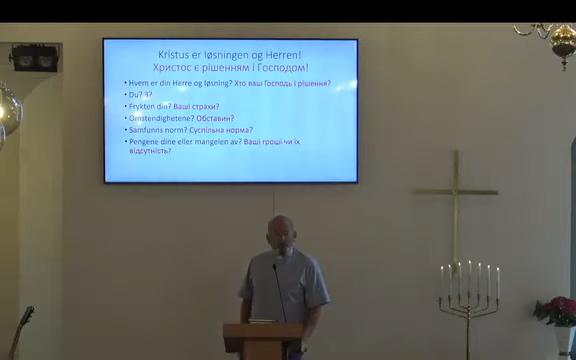 Kristus er løsningen og Herren!
Христос є рішенням і Господом!
• Hvem er din Herre og løsning? Хто ваш Господь і рішення?
• Du? Я?
• Frykten din? Ваші страхи?
• Omstendighetene? Обставин?
• Samfunns norm? Суспільна норма?
• Pengene dine eller mangelen av? Ваші гроші чи їх
відсутність?